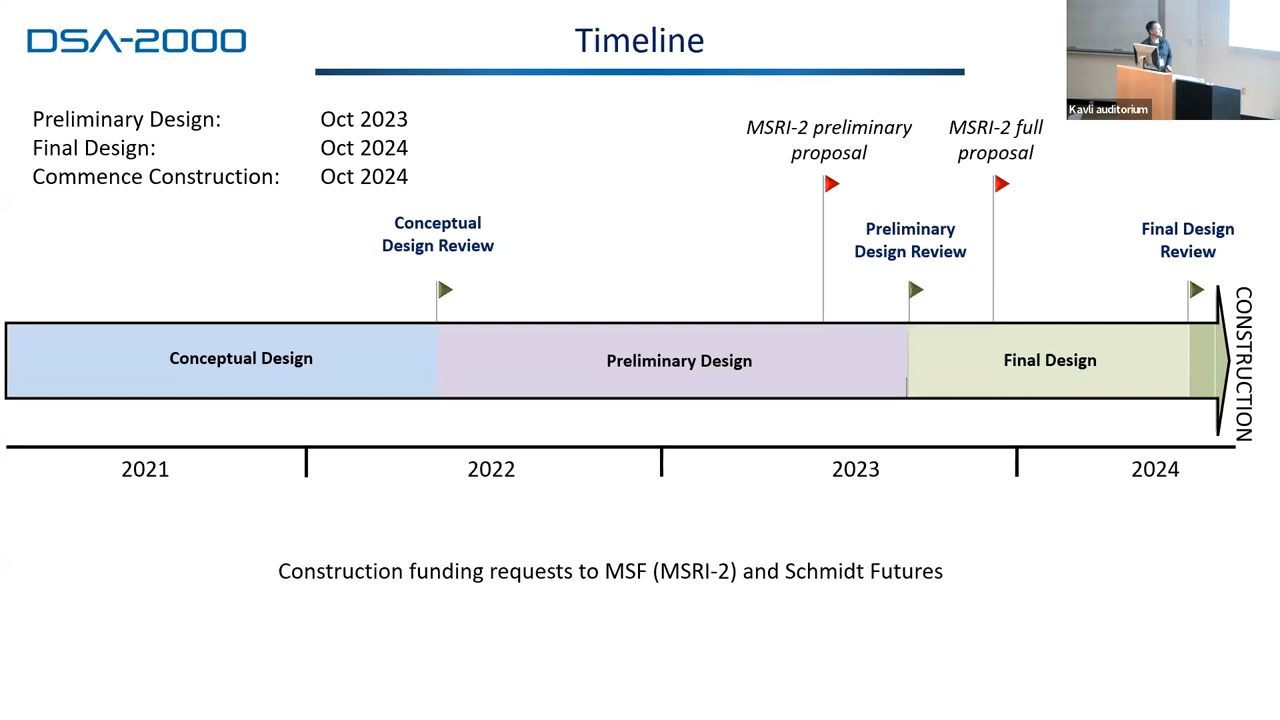 DSA-2000
Timeline
Kavli auditorium
Preliminary Design: Oct 2023
Final Design: Oct 2024
Commence Construction: Oct 2024
MSRI-2 preliminary
proposal
MSRI-2 full
proposal
Conceptual
Design Review
Preliminary
Design Review
Final Design
Review
Conceptual Design
Preliminary Design
Final Design
CONSTRUCTION
2021
2022
2023
2024
Construction funding requests to MSF (MSRI-2) and Schmidt Futures